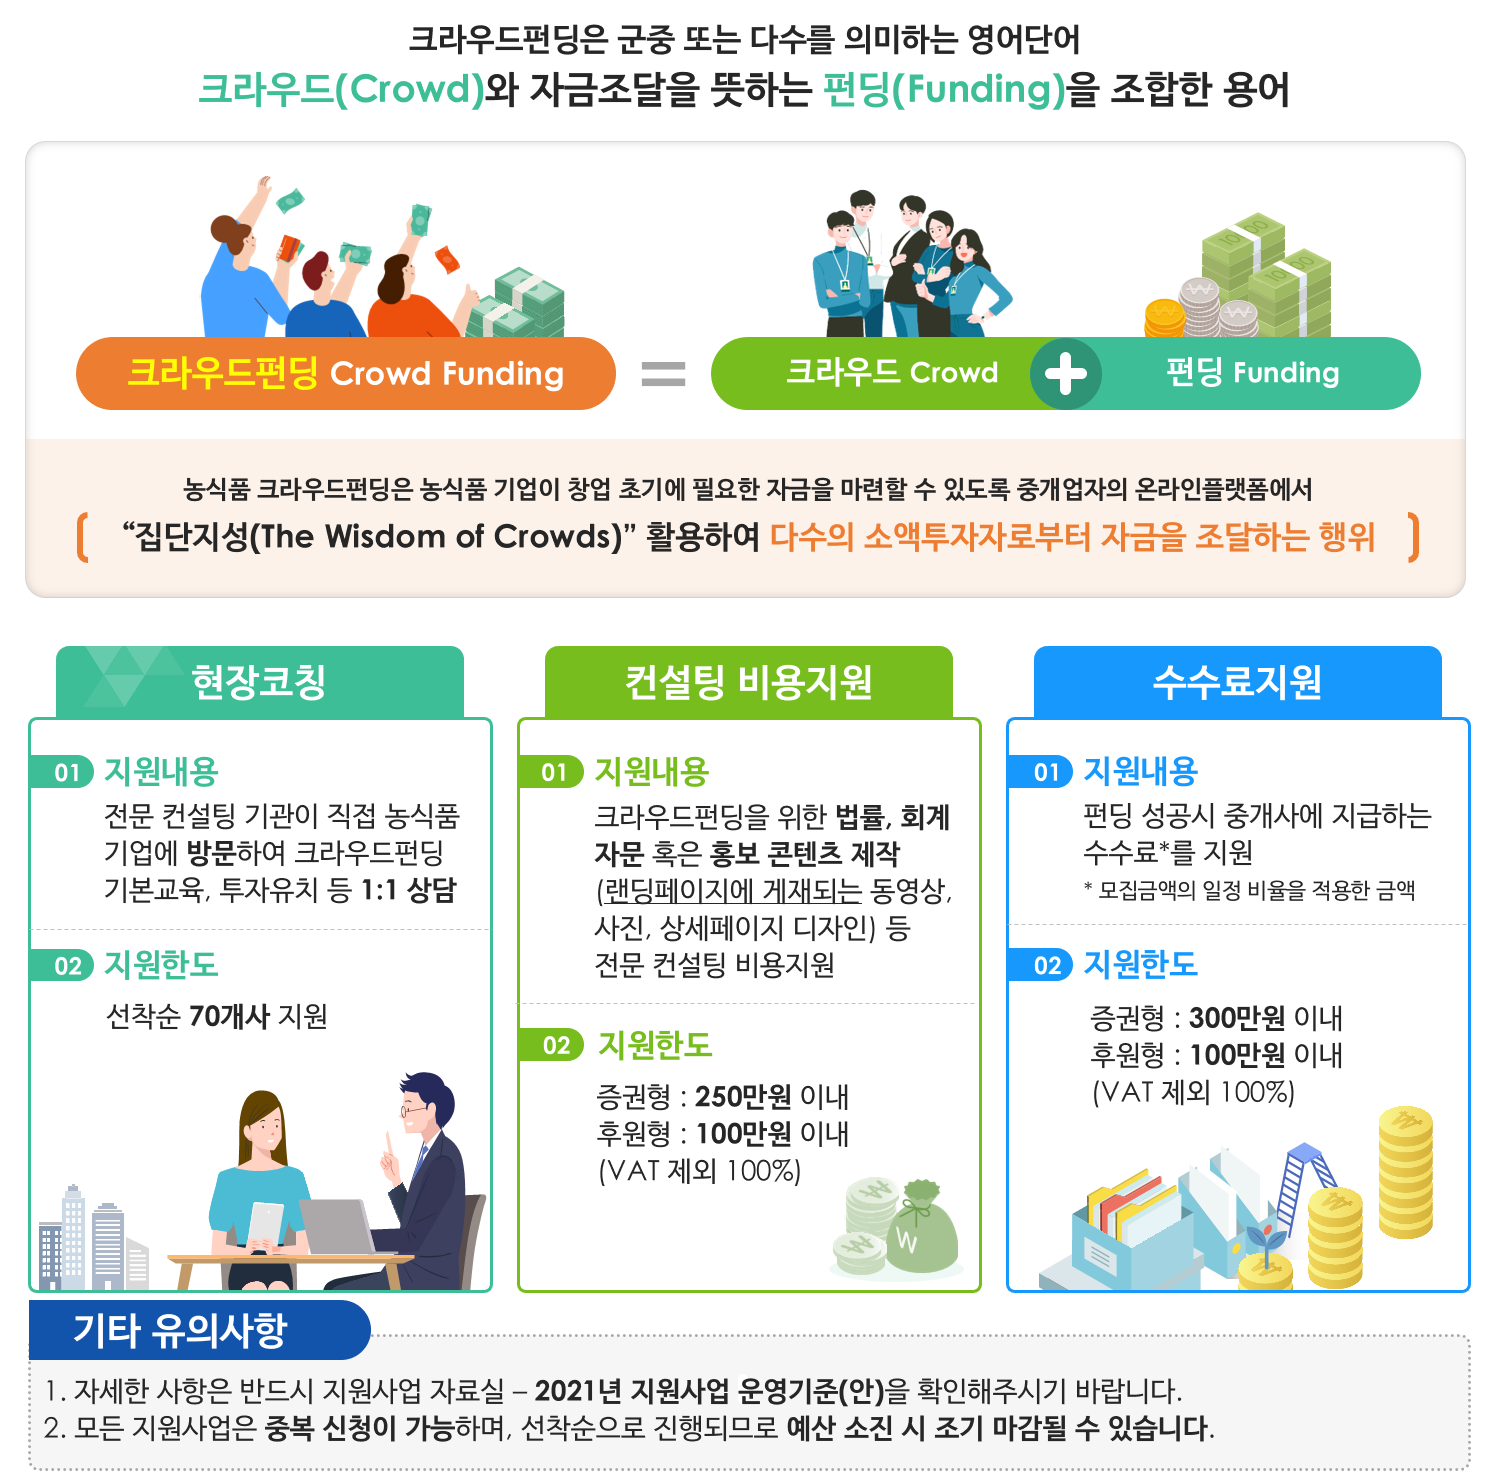 크라우드펀딩은 군중 또는 다수를 의미하는 영어단어
크라우드(Crowd)와 자금조달을 뜻하는 펀딩(Funding)을 조합한 용어
크라우드펀딩 Crowd Funding = 크라우드 Crowd + 펀딩 Funding
농식품 크라우드펀딩은 농식품 기업이 창업 초기에 필요한 자금을 마련할 수 있도록 중개업자의 온라인플랫폼에서
“집단지성(The Wisdom of Crowds)” 활용하여 다수의 소액투자자로부터 자금을 조달하는 행위
현장코칭
01 지원내용
전문 컨설팅 기관이 직접 농식품
기업에 방문하여 크라우드펀딩
기본교육, 투자유치 등 1:1 상담
02 지원한도
선착순 70개사 지원
컨설팅 비용지원
01 지원내용
크라우드펀딩을 위한 법률, 회계
자문 혹은 홍보 콘텐츠 제작
(랜딩페이지에 게재되는 동영상,
사진, 상세페이지 디자인) 등
전문 컨설팅 비용지원
02 지원한도
증권형 : 250만원 이내
후원형 : 100만원 이내
(VAT 제외 100%)
수수료지원
01 지원내용
펀딩 성공시 중개사에 지급하는
수수료*를 지원
* 모집금액의 일정 비율을 적용한 금액
02 지원한도
증권형 : 300만원 이내
후원형 : 100만원 이내
(VAT 제외 100%)
기타 유의사항
1. 자세한 사항은 반드시 지원사업 자료실 – 2021년 지원사업 운영기준(안)을 확인해주시기 바랍니다.
2. 모든 지원사업은 중복 신청이 가능하며, 선착순으로 진행되므로 예산 소진 시 조기 마감될 수 있습니다.